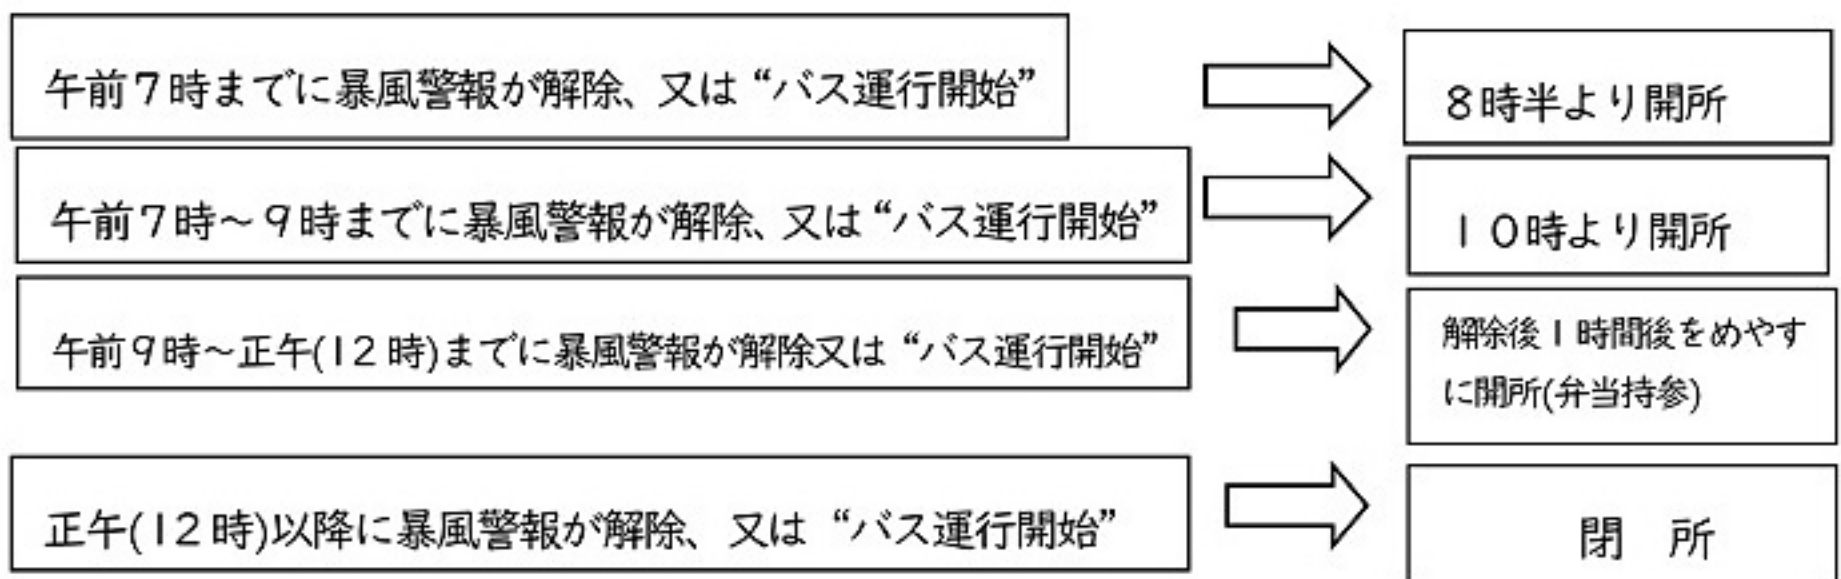 午前7時までに暴風警報が解除、又は“バス運行開始”
8時半より開所
午前7時～9時までに暴風警報が解除、又は“バス運行開始”
10時より開所
午前9時～正午(12時)までに暴風警報が解除又は“バス運行開始”
解除後1時間後をめやす
に開所(弁当持参)
正午(12時)以降に暴風警報が解除、又は“バス運行開始”
閉　所